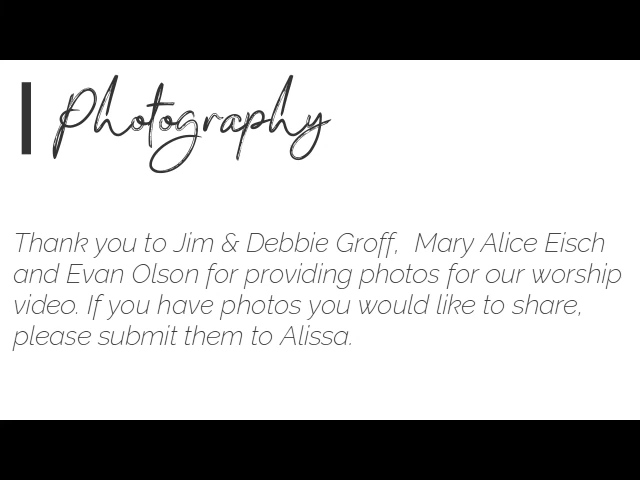 Photography
Thank you to Jim & Debbie Groff, Mary Alice Eisch
and Evan Olson for providing photos for our worship
video. If you have photos you would like to share,
please submit them to Alissa.